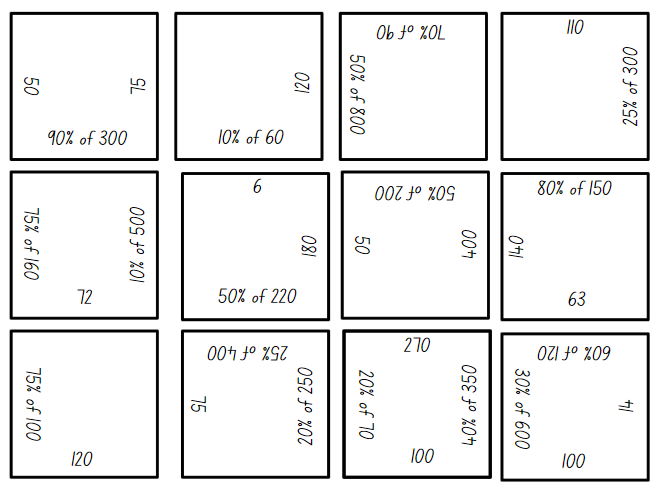 50
75
90% of 300
120
10% of 60
70% of 90
50% of 800
110
25% of 300
75% of 160
10% of 500
72
6
180
50% of 220
50% of 200
50
400
80% of 150
140
63
75% of 100
120
25% of 400
75
20% of 250
270
20% of 70
40% of 350
100
60% of 120
30% of 600
14
100